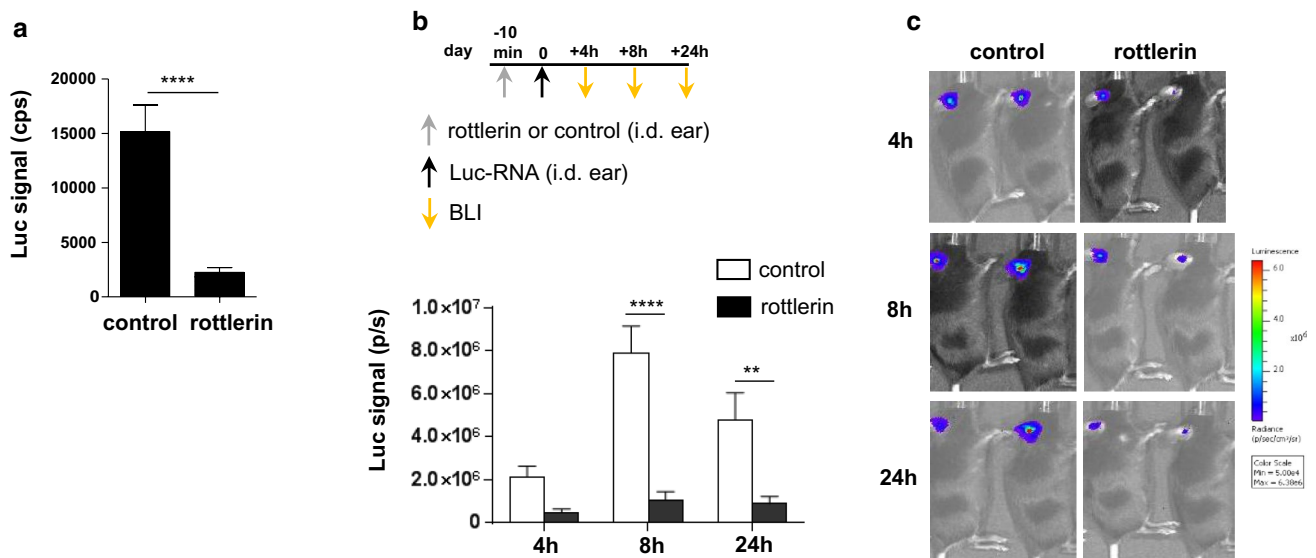 a
20000
15000
10000
5000
0
Luc signal (cps)
****
control rottlerin
b
day
-10 min
0
+4h
+8h
+24h
rottlerin or control (i.d. ear)
Luc-RNA (i.d. ear)
BLI
control
rottlerin
Luc signal (p/s)
1.0×10⁷
8.0×10⁶
6.0×10⁶
4.0×10⁶
2.0×10⁶
0
****
**
4h 8h 24h
c
control rottlerin
4h
8h
24h
Luminescence
6.0
4.0
x10⁶
2.0
Radiance
(p/sec/cm²/sr)
Color Scale
Min = 5.00e4
Max = 6.38e6